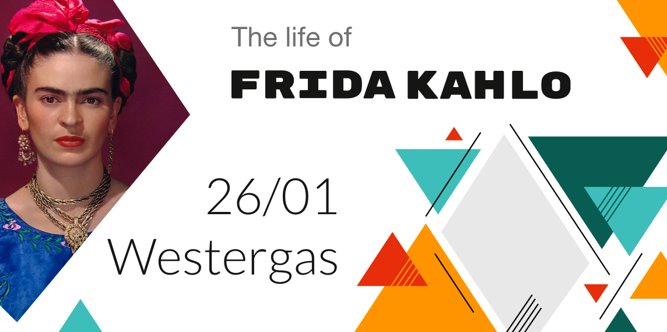 The life of
FRIDA KAHLO
26/01
Westergas